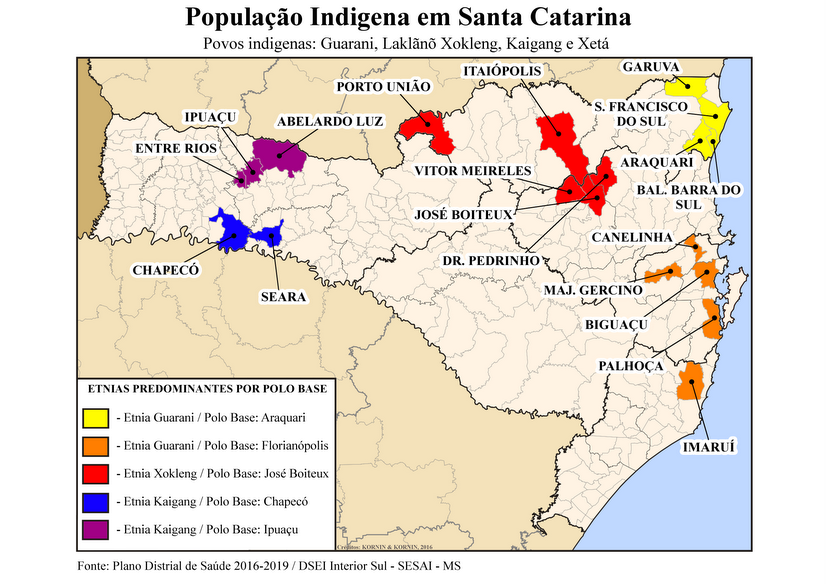 População Indigena em Santa Catarina
Povos indigenas: Guarani, Laklãnõ Xokleng, Kaigang e Xetá
GARUVA
ITAIÓPOLIS
PORTO UNIÃO
S. FRANCISCO
DO SUL
IPUAÇU
ABELARDO LUZ
ENTRE RIOS
ARAQUARI
VITOR MEIRELES
BAL. BARRA DO
SUL
JOSÉ BOITEUX
CANELINHA
DR. PEDRINHO
CHAPECÓ
MAJ. GERCINO
SEARA
BIGUAÇU
PALHOÇA
IMARUÍ
ETNIAS PREDOMINANTES POR POLO BASE
- Etnia Guarani / Polo Base: Araquari
- Etnia Guarani / Polo Base: Florianópolis
- Etnia Xokleng / Polo Base: José Boiteux
- Etnia Kaigang / Polo Base: Chapecó
- Etnia Kaigang / Polo Base: Ipuaçu
Créditos: KORNIN & KORNIN, 2016
Fonte: Plano Distrial de Saúde 2016-2019 / DSEI Interior Sul - SESAI - MS